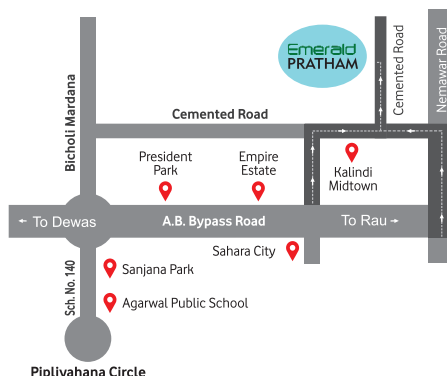 Emerald
PRATHAM
Cemented Road
Nemawar Road
Bicholi Mardana
Cemented Road
President
Park
Empire
Estate
Kalindi
Midtown
To Dewas
A.B. Bypass Road
To Rau
Sahara City
Sch. No. 140
Sanjana Park
Agarwal Public School
Pipliyahana Circle